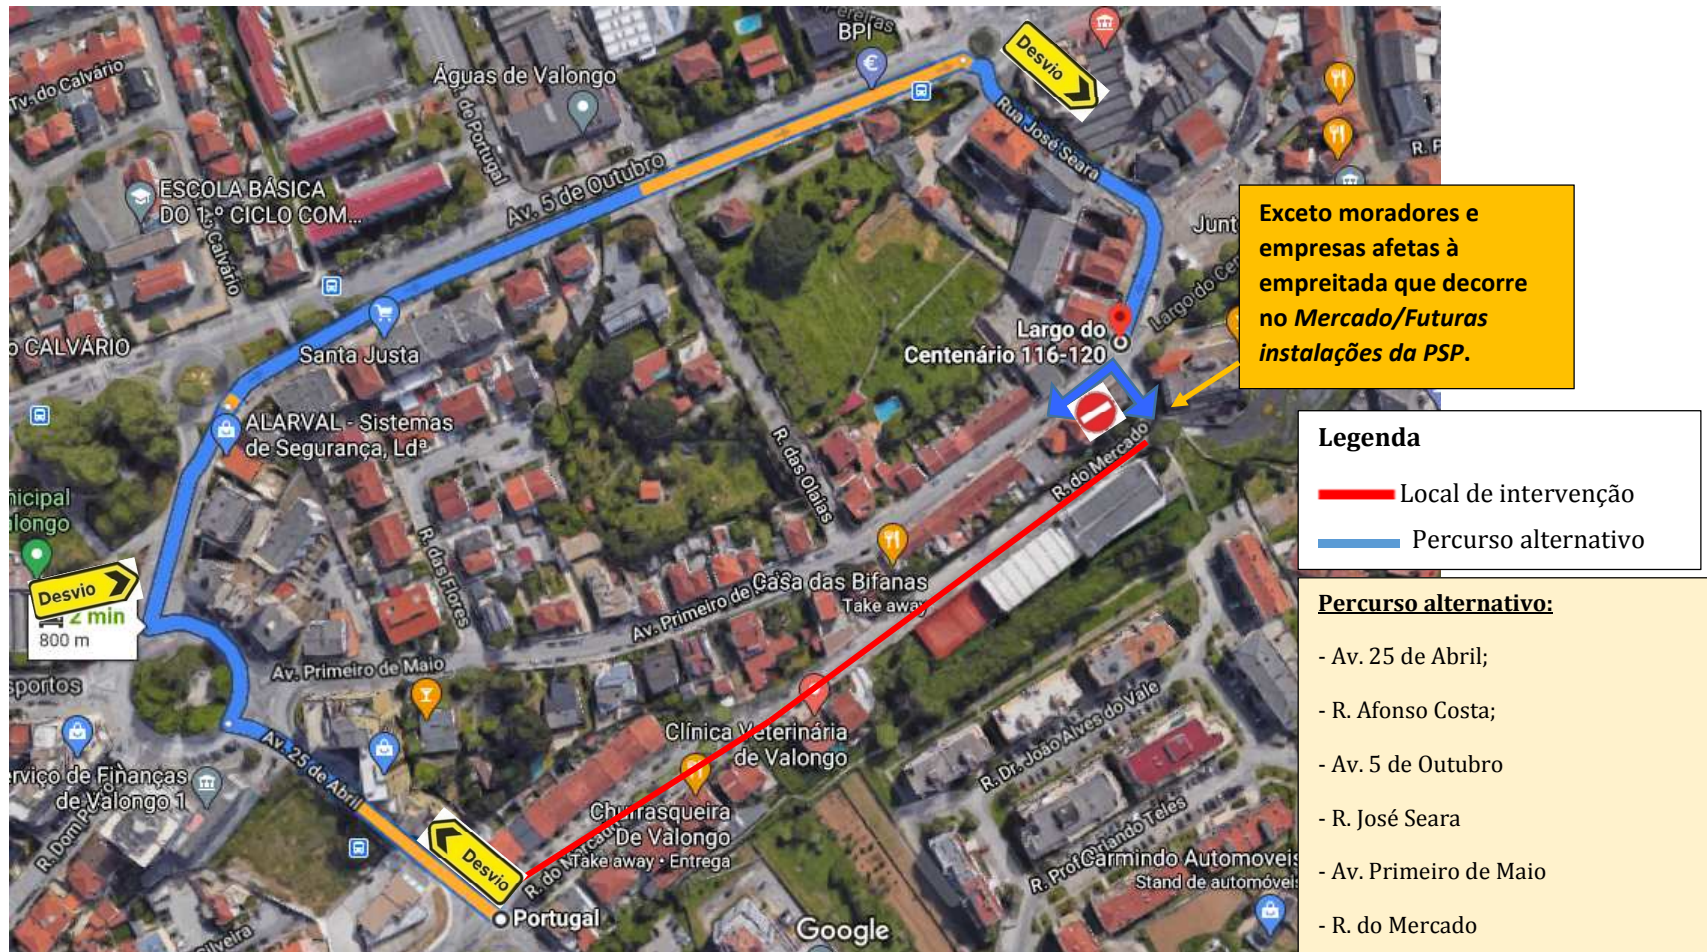 Pereiras
BPI
Desvio
Tv. do Calvário
Águas de Valongo
de Portugal
Rua José Seara
ESCOLA BÁSICA
DO 1.º CICLO COM...
Calvário
Av. 5 de Outubro
Exceto moradores e
empresas afetas à
empreitada que decorre
no Mercado/Futuras
instalações da PSP.
Largo do
Centenário 116-120
CALVÁRIO
Santa Justa
ALARVAL - Sistemas
de Segurança, Ldª
R. do Mercado
R. das Olaias
Legenda
Local de intervenção
Percurso alternativo
R. das Flores
Casa das Bifanas
Take away
Desvio
2 min
800 m
Av. Primeiro de
Av. Primeiro de Maio
Percurso alternativo:
- Av. 25 de Abril;
- R. Afonso Costa;
- Av. 5 de Outubro
- R. José Seara
- Av. Primeiro de Maio
- R. do Mercado
Clínica Veterinária
de Valongo
R. Dr. João Alves do Vale
Av. 25 de Abril
de Finanças
de Valongo 1
Churrasqueira
De Valongo
Take away • Entrega
R. do Mercado
Desvio
Carmindo Automoveis
Stand de automóveis
Portugal
Google